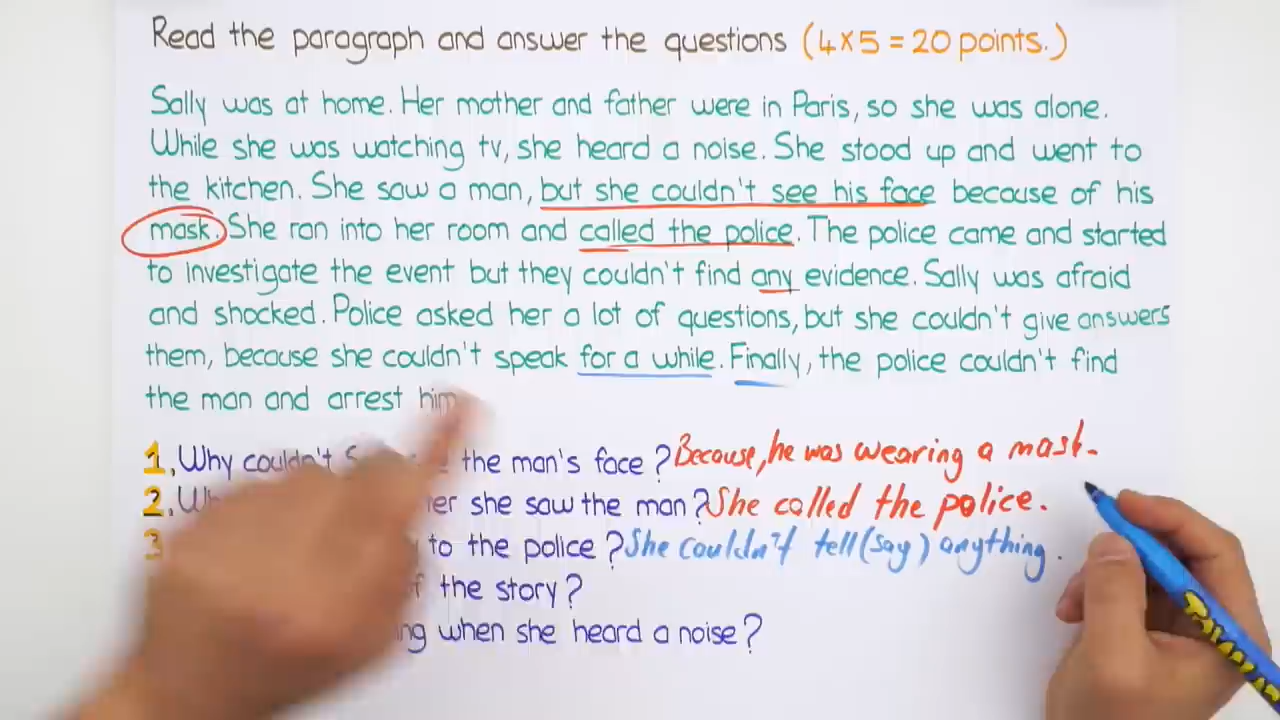 Read the paragraph and answer the questions (4x5=20 points.)
Sally was at home. Her mother and father were in Paris, so she was alone.
While she was watching tv, she heard a noise. She stood up and went to
the kitchen. She saw a man, but she couldn't see his face because of his
mask. She ran into her room and called the police. The police came and started
to investigate the event but they couldn't find any evidence. Sally was afraid
and shocked. Police asked her a lot of questions, but she couldn't give answers
them, because she couldn't speak for a while. Finally, the police couldn't find
the man and arrest him
1. Why couldn't the man's face? Because, he was wearing a mask.
2. she saw the man? She called the police.
3 to the police? She couldn't tell (say) anything.
the story?
when she heard a noise?